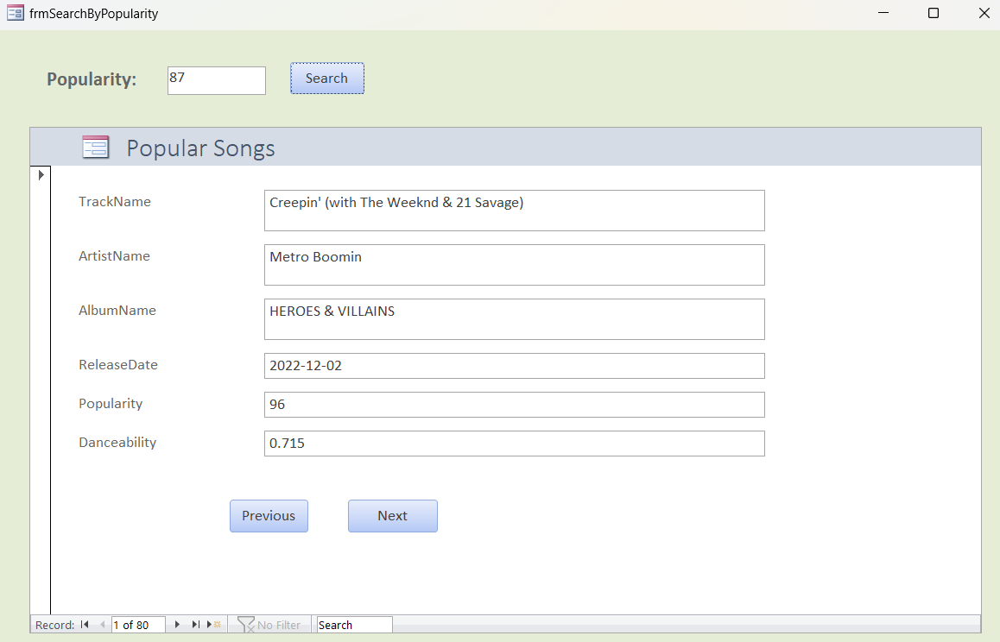 frmSearchByPopularity
Popularity: 87 Search
Popular Songs
TrackName Creepin' (with The Weeknd & 21 Savage)
ArtistName Metro Boomin
AlbumName HEROES & VILLAINS
ReleaseDate 2022-12-02
Popularity 96
Danceability 0.715
Previous Next
Record: 1 of 80 No Filter Search